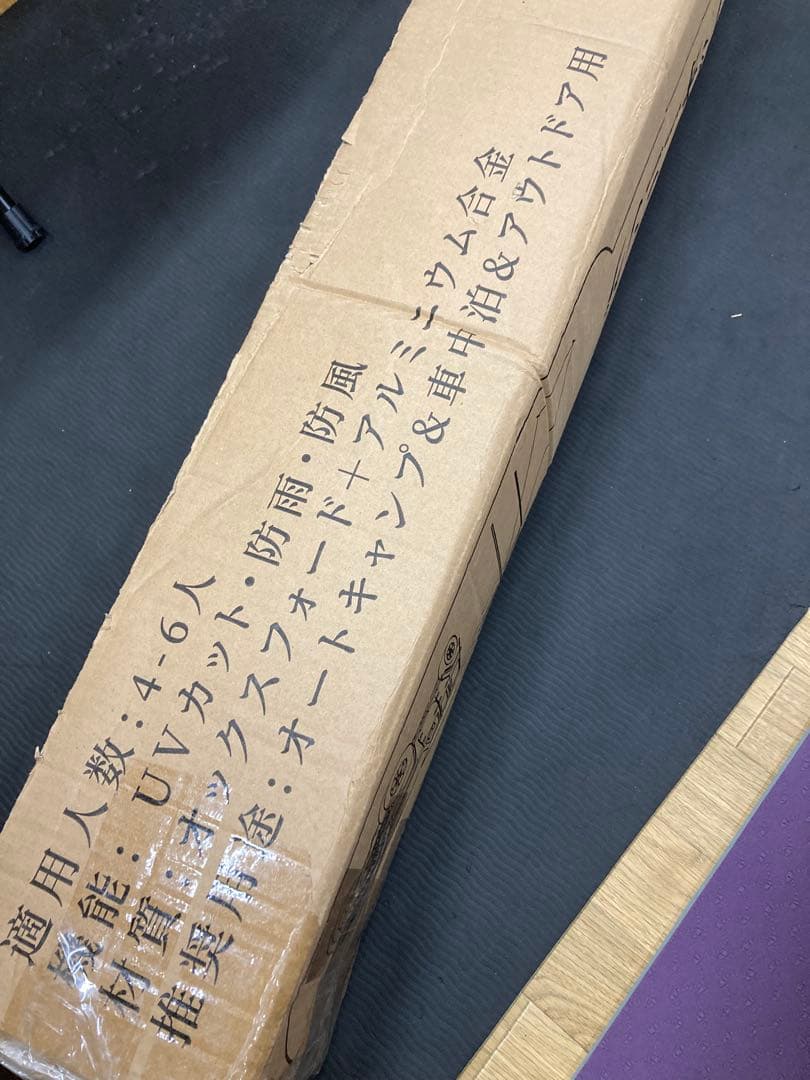 適用人数：4-6人
機能：UVカット・防雨・防風
材質：オックスフォード＋アルミニウム合金
推奨用途：オートキャンプ&車中泊&アウトドア用